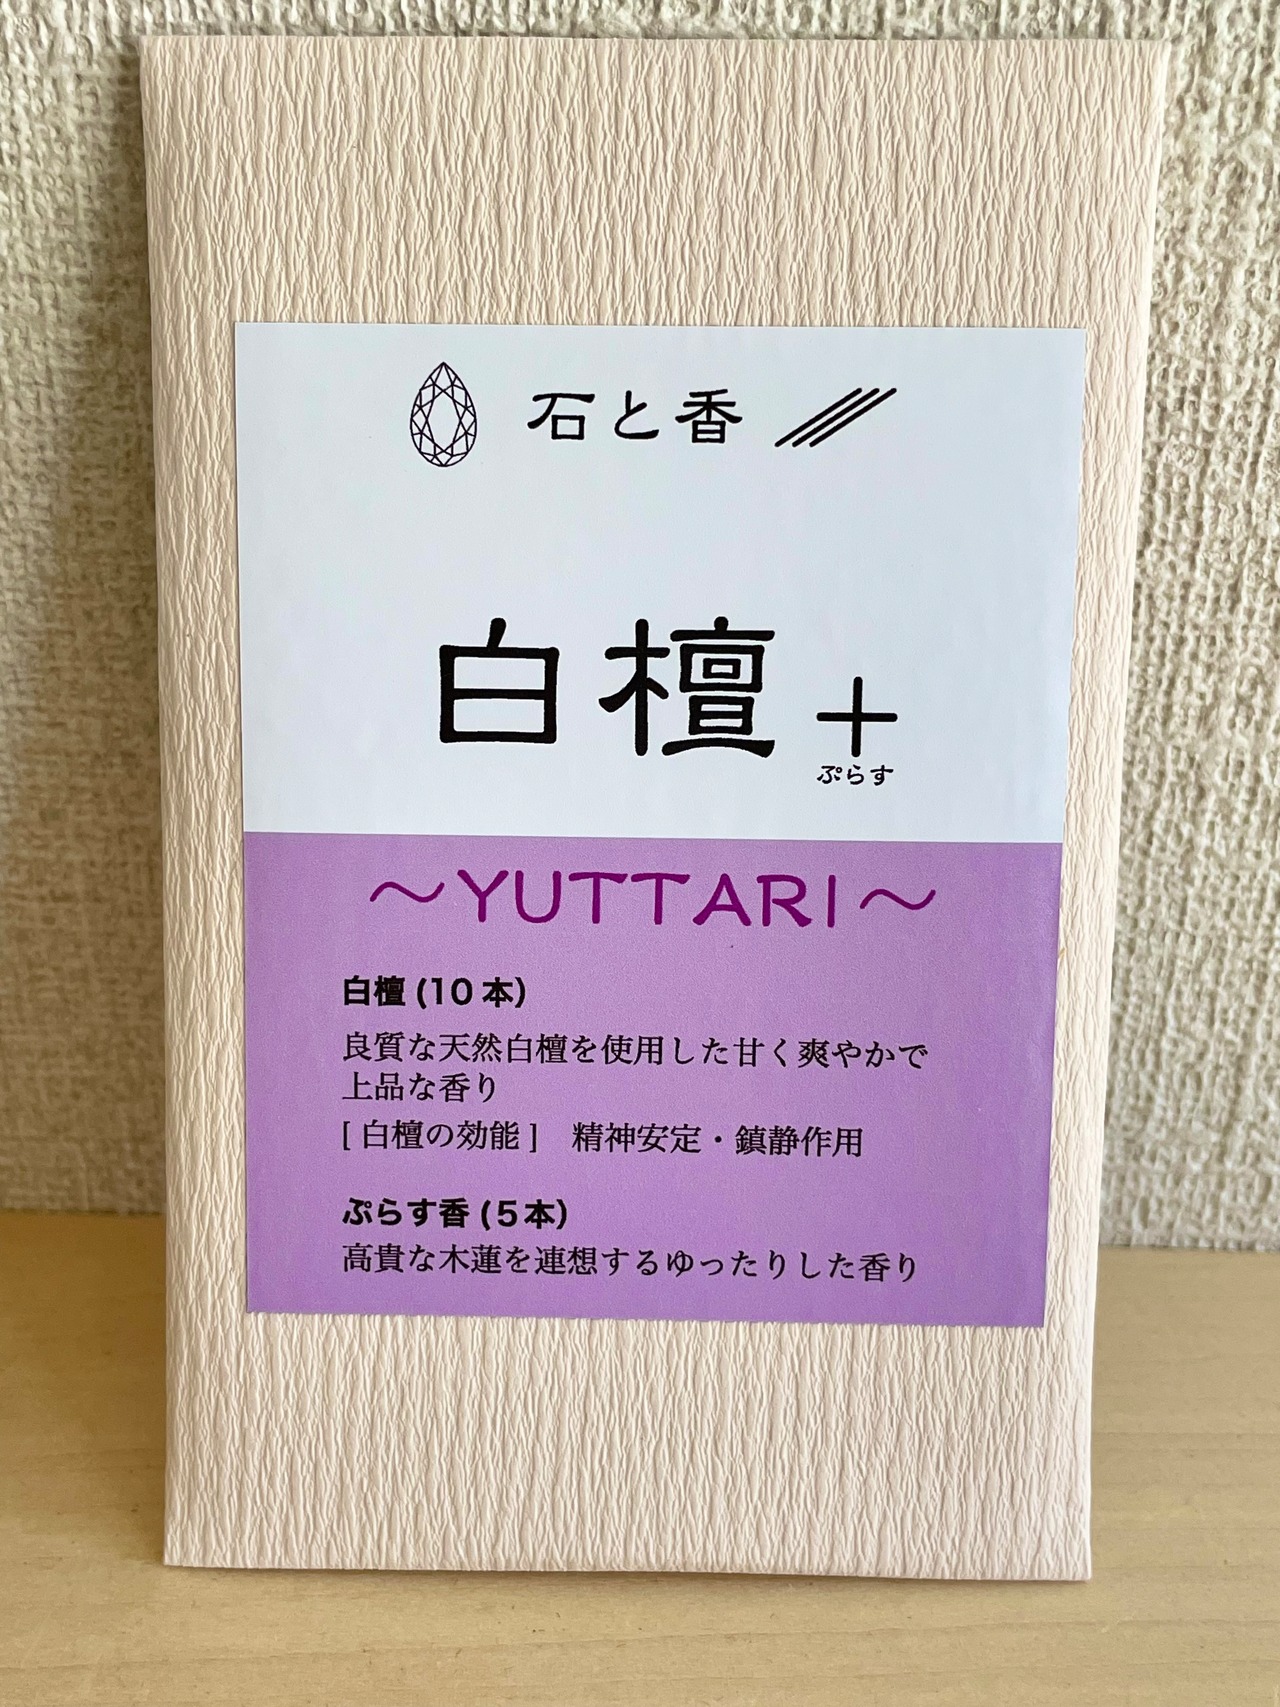 石と香
白檀+
ぷらす
～YUTTARI～
白檀(10本)
良質な天然白檀を使用した甘く爽やかで
上品な香り
[白檀の効能]　精神安定・鎮静作用
ぷらす香(5本)
高貴な木蓮を連想するゆったりした香り